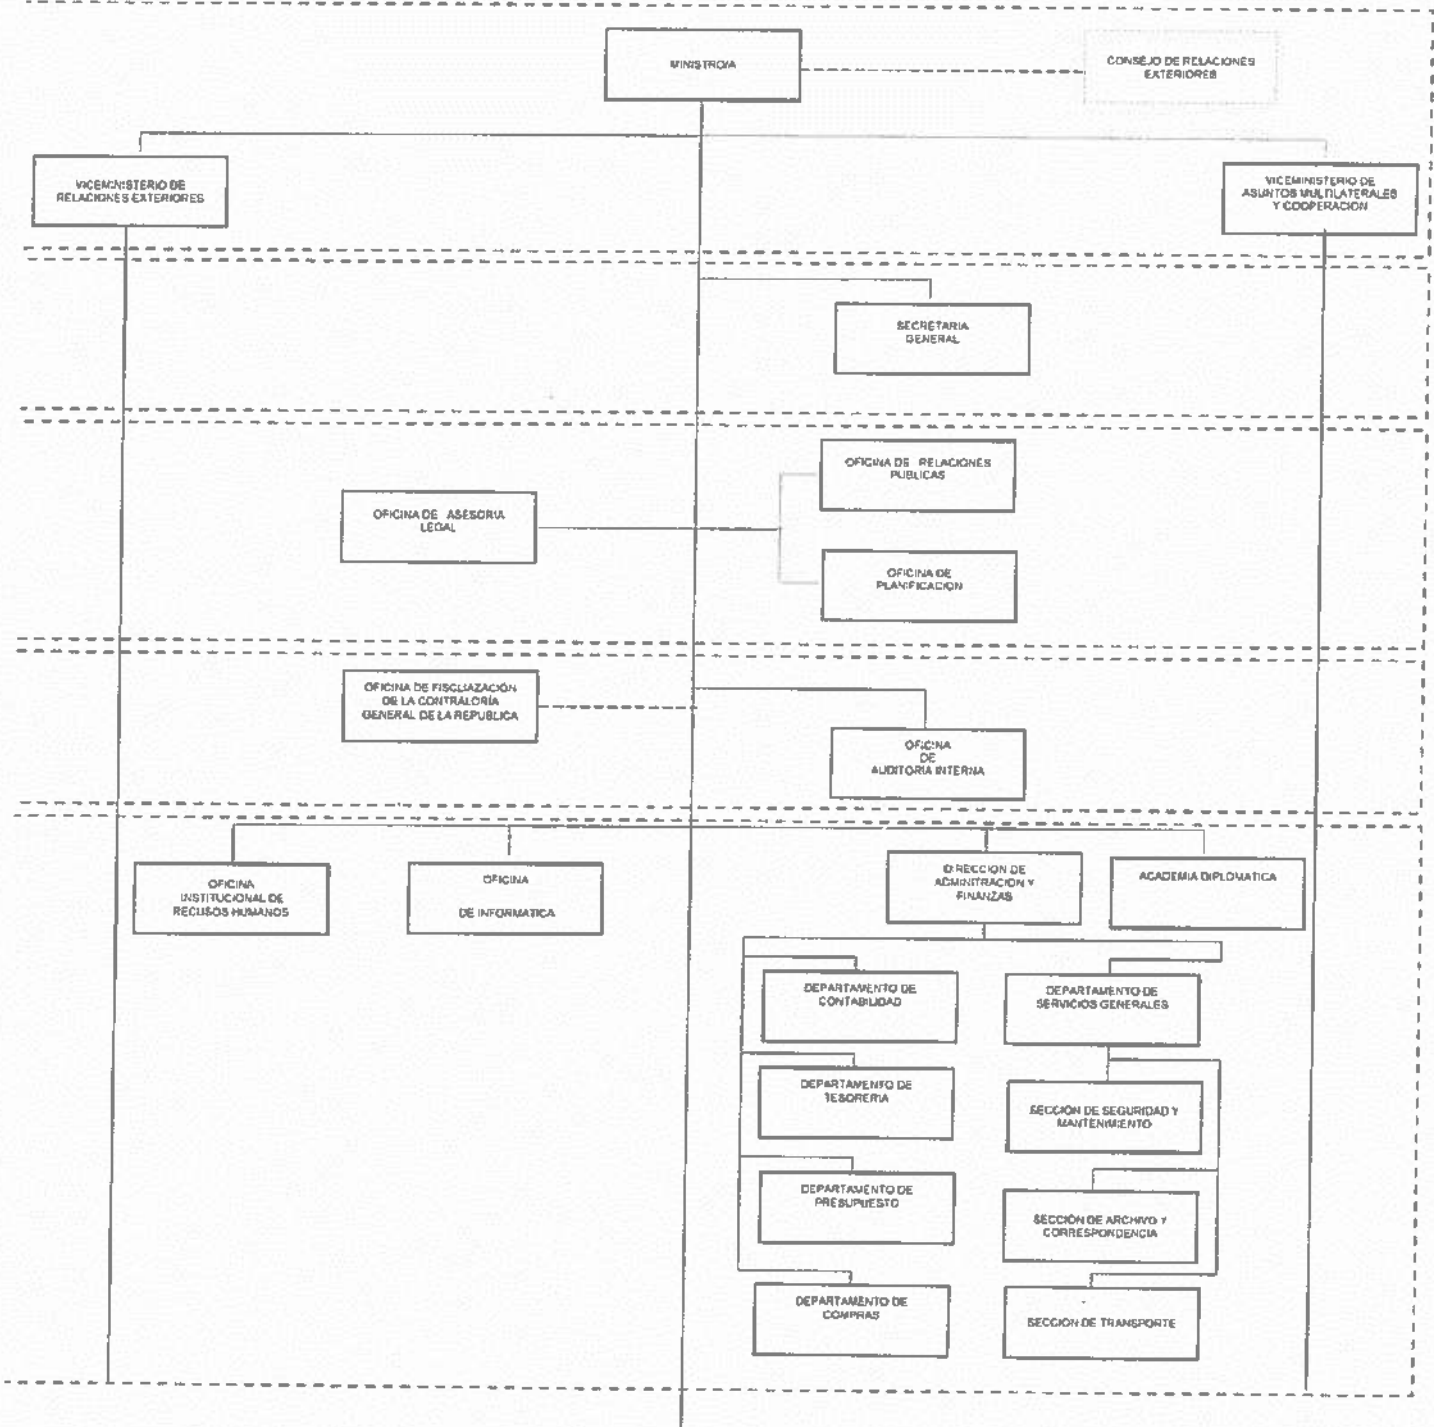 MINISTRO/A
CONSEJO DE RELACIONES
EXTERIORES
VICEMINISTERIO DE
RELACIONES EXTERIORES
VICEMINISTERIO DE
ASUNTOS MULTILATERALES
Y COOPERACION
SECRETARIA
GENERAL
OFICINA DE RELACIONES
PUBLICAS
OFICINA DE ASESORIA
LEGAL
OFICINA DE
PLANIFICACION
OFICINA DE FISCLIAZACIÓN
DE LA CONTRALORÍA
GENERAL DE LA REPUBLICA
OFICINA
DE
AUDITORIA INTERNA
OFICINA
INSTITUCIONAL DE
RECUSOS HUMANOS
OFICINA
DE INFORMATICA
DIRECCION DE
ADMINITRACION Y
FINANZAS
ACADEMIA DIPLOMATICA
DEPARTAMENTO DE
CONTABILIDAD
DEPARTAMENTO DE
SERVICIOS GENERALES
DEPARTAMENTO DE
TESORERIA
SECCIÓN DE SEGURIDAD Y
MANTENIMIENTO
DEPARTAMENTO DE
PRESUPUESTO
SECCIÓN DE ARCHIVO Y
CORRESPONDENCIA
DEPARTAMENTO DE
COMPRAS
SECCIÓN DE TRANSPORTE